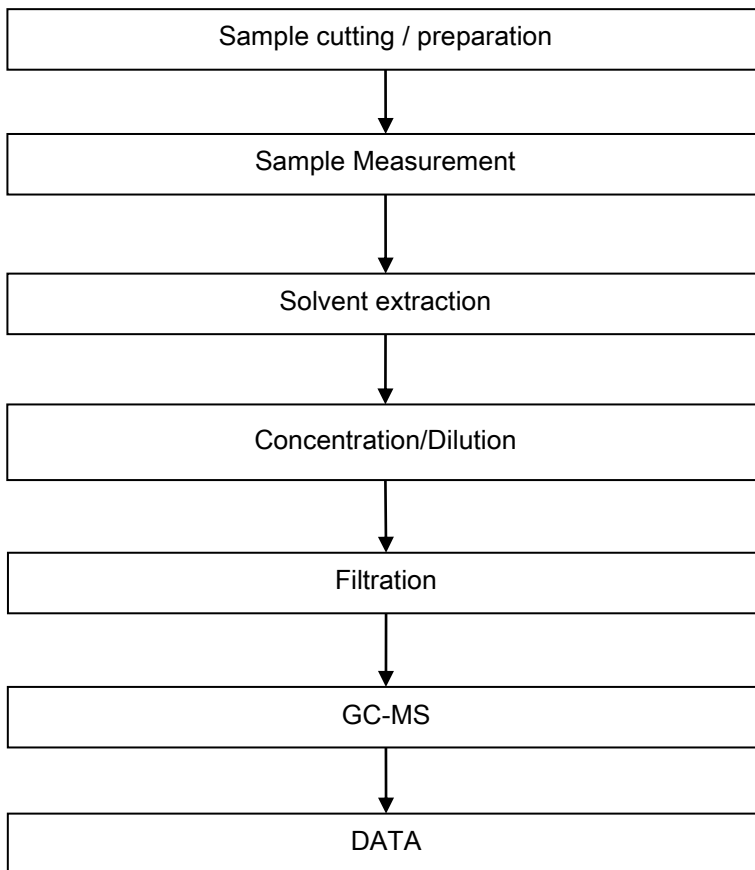 Sample cutting / preparation
Sample Measurement
Solvent extraction
Concentration/Dilution
Filtration
GC-MS
DATA